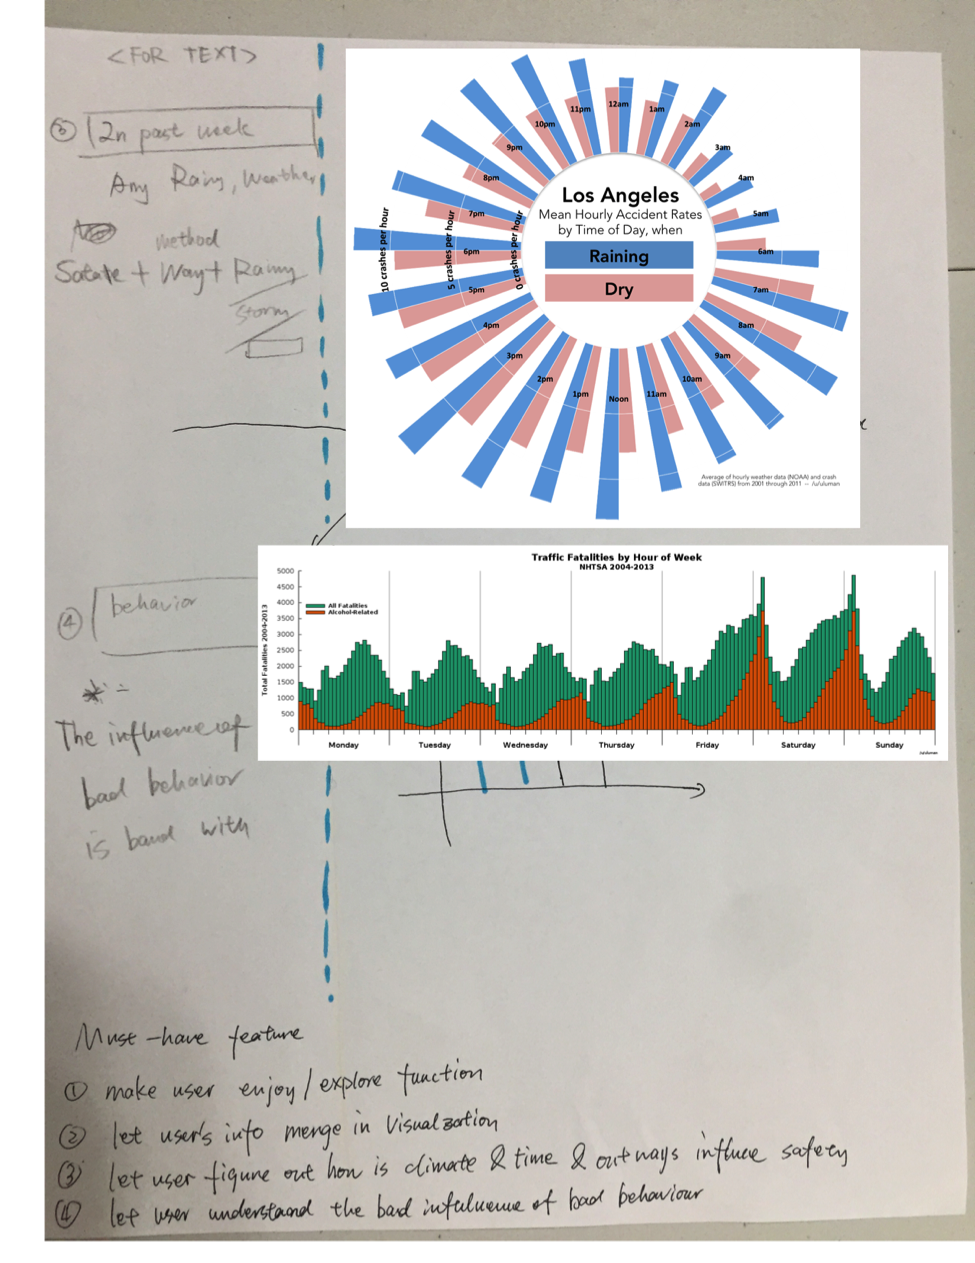 <FOR TEXT>
③ In past week
Any Rainy, Weather
method
Satate + Way + Rainy
Storm
Los Angeles
Mean Hourly Accident Rates
by Time of Day, when
Raining
Dry
12am
1am
2am
3am
4am
5am
6am
7am
8am
9am
10am
11am
Noon
1pm
2pm
3pm
4pm
5pm
6pm
7pm
8pm
9pm
10pm
11pm
10 crashes per hour
5 crashes per hour
0 crashes per hour
Average of hourly weather data (NOAA) and crash
data (SWITRS) from 2001 through 2011 — /u/uluman
④ behavior
The influence of
bad behavior
is band with
Traffic Fatalities by Hour of Week
NHTSA 2004-2013
Total Fatalities 2004-2013
5000
4500
4000
3500
3000
2500
2000
1500
1000
500
0
All Fatalities
Alcohol-Related
Monday
Tuesday
Wednesday
Thursday
Friday
Saturday
Sunday
/u/uluman
Must-have feature
① make user enjoy / explore function
② let user's info merge in Visualzation
③ let user figure out how is climate & time & outways influce safety
④ let user understand the bad infuluence of bad behaviour